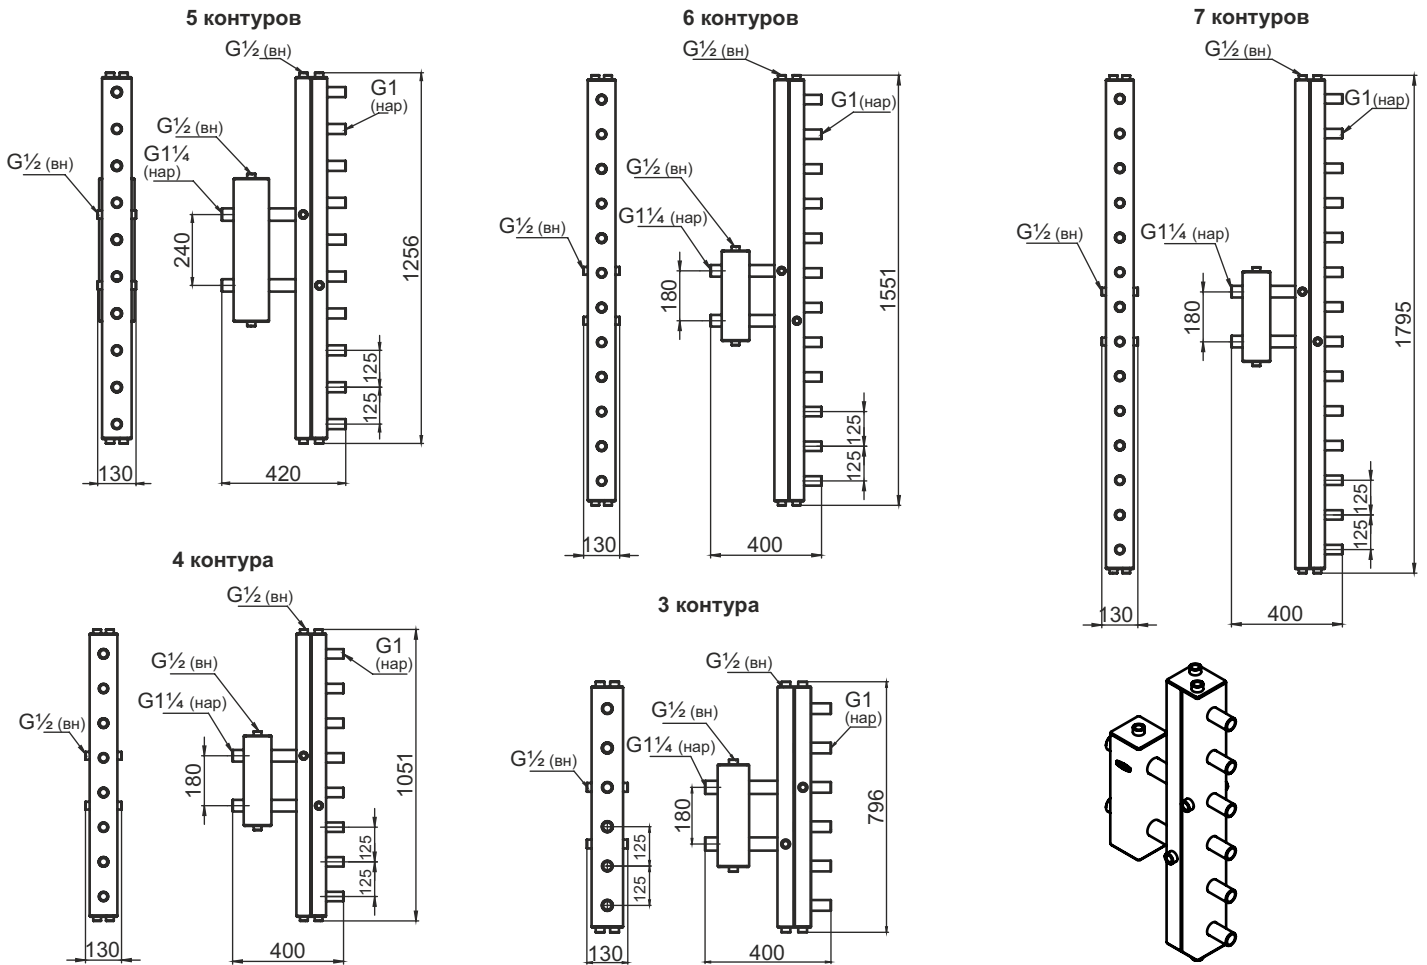 5 контуров
G½ (вн)
G1
(нар)
G½ (вн)
G1¼
(нар)
G½ (вн)
240
1256
125
125
130
420
6 контуров
G½ (вн)
G1(нар)
G½ (вн)
G1¼ (нар)
G½ (вн)
180
1551
125
125
130
400
7 контуров
G½ (вн)
G1(нар)
G½ (вн)
G1¼ (нар)
180
1795
125
125
130
400
4 контура
G½ (вн)
G1
(нар)
G½ (вн)
G1¼ (нар)
G½ (вн)
180
1051
125
125
130
400
3 контура
G½ (вн)
G1
(нар)
G½ (вн)
G1¼ (нар)
G½ (вн)
180
796
125
125
130
400